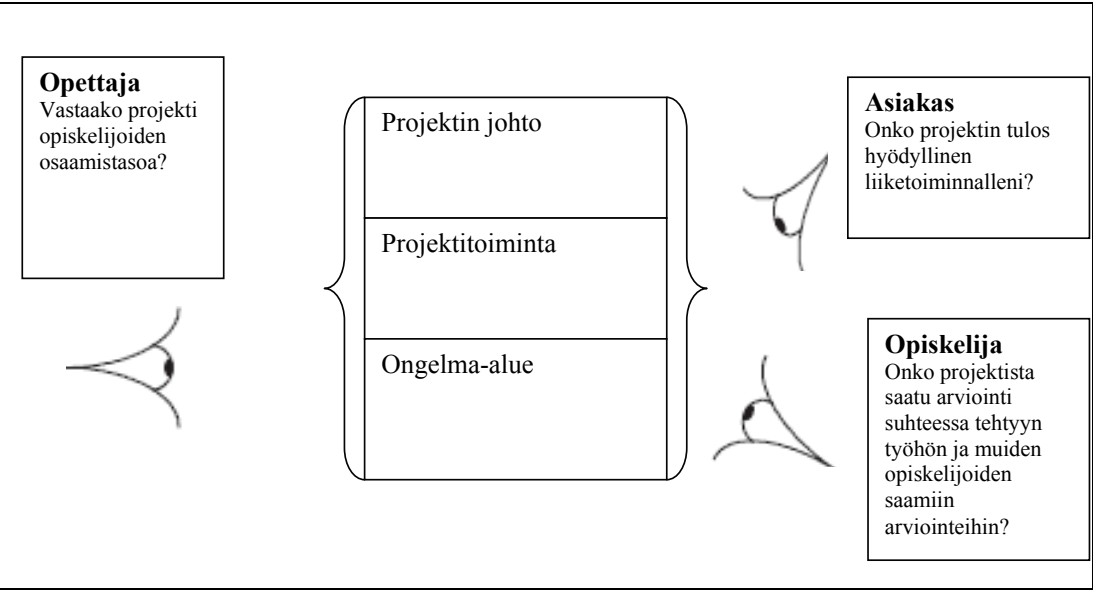 Opettaja
Vastaako projekti
opiskelijoiden
osaamistasoa?
Projektin johto
Projektitoiminta
Ongelma-alue
Asiakas
Onko projektin tulos
hyödyllinen
liiketoiminnalleni?
Opiskelija
Onko projektista
saatu arviointi
suhteessa tehtyyn
työhön ja muiden
opiskelijoiden
saamiin
arviointeihin?